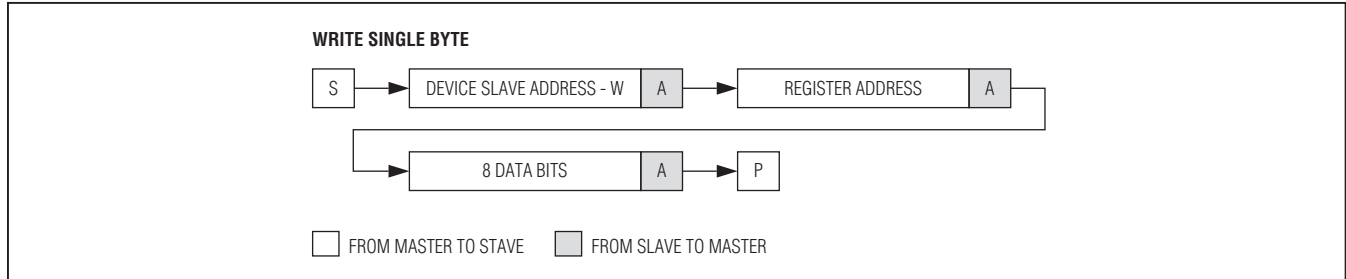 WRITE SINGLE BYTE
S DEVICE SLAVE ADDRESS - W A REGISTER ADDRESS A
8 DATA BITS A P
FROM MASTER TO STAVE FROM SLAVE TO MASTER